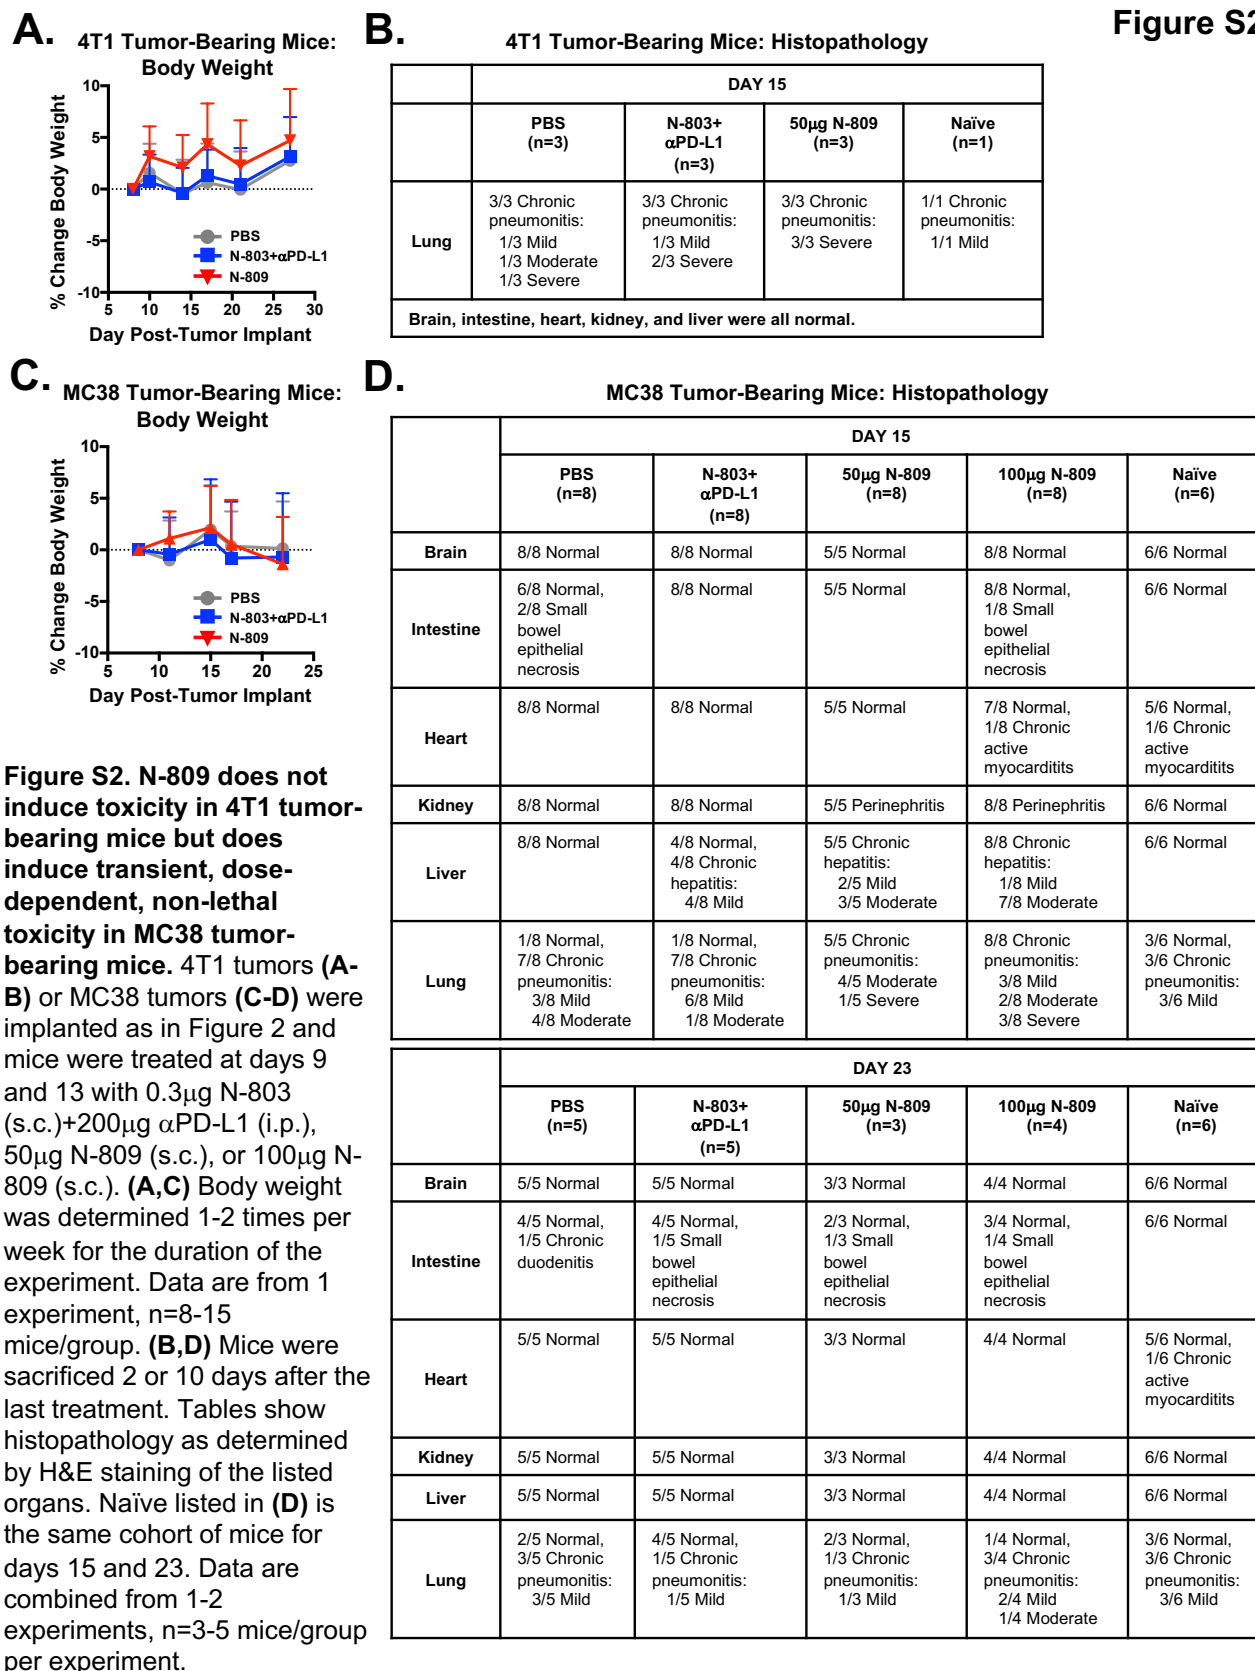 Figure S2
A.
4T1 Tumor-Bearing Mice:
Body Weight
% Change Body Weight
10
5
0
-5
-10
PBS
N-803+αPD-L1
N-809
5 10 15 20 25 30
Day Post-Tumor Implant
B.
4T1 Tumor-Bearing Mice: Histopathology
DAY 15
PBS
(n=3)
N-803+
αPD-L1
(n=3)
50µg N-809
(n=3)
Naïve
(n=1)
Lung
3/3 Chronic
pneumonitis:
1/3 Mild
1/3 Moderate
1/3 Severe
3/3 Chronic
pneumonitis:
1/3 Mild
2/3 Severe
3/3 Chronic
pneumonitis:
3/3 Severe
1/1 Chronic
pneumonitis:
1/1 Mild
Brain, intestine, heart, kidney, and liver were all normal.
C.
MC38 Tumor-Bearing Mice:
Body Weight
% Change Body Weight
10
5
0
-5
-10
PBS
N-803+αPD-L1
N-809
5 10 15 20 25
Day Post-Tumor Implant
D.
MC38 Tumor-Bearing Mice: Histopathology
DAY 15
PBS
(n=8)
N-803+
αPD-L1
(n=8)
50µg N-809
(n=8)
100µg N-809
(n=8)
Naïve
(n=6)
Brain
8/8 Normal
8/8 Normal
5/5 Normal
8/8 Normal
6/6 Normal
Intestine
6/8 Normal,
2/8 Small
bowel
epithelial
necrosis
8/8 Normal
5/5 Normal
8/8 Normal,
1/8 Small
bowel
epithelial
necrosis
6/6 Normal
Heart
8/8 Normal
8/8 Normal
5/5 Normal
7/8 Normal,
1/8 Chronic
active
myocarditits
5/6 Normal,
1/6 Chronic
active
myocarditits
Kidney
8/8 Normal
8/8 Normal
5/5 Perinephritis
8/8 Perinephritis
6/6 Normal
Liver
8/8 Normal
4/8 Normal,
4/8 Chronic
hepatitis:
4/8 Mild
5/5 Chronic
hepatitis:
2/5 Mild
3/5 Moderate
8/8 Chronic
hepatitis:
1/8 Mild
7/8 Moderate
6/6 Normal
Lung
1/8 Normal,
7/8 Chronic
pneumonitis:
3/8 Mild
4/8 Moderate
1/8 Normal,
7/8 Chronic
pneumonitis:
6/8 Mild
1/8 Moderate
5/5 Chronic
pneumonitis:
4/5 Moderate
1/5 Severe
8/8 Chronic
pneumonitis:
3/8 Mild
2/8 Moderate
3/8 Severe
3/6 Normal,
3/6 Chronic
pneumonitis:
3/6 Mild
DAY 23
PBS
(n=5)
N-803+
αPD-L1
(n=5)
50µg N-809
(n=3)
100µg N-809
(n=4)
Naïve
(n=6)
Brain
5/5 Normal
5/5 Normal
3/3 Normal
4/4 Normal
6/6 Normal
Intestine
4/5 Normal,
1/5 Chronic
duodenitis
4/5 Normal,
1/5 Small
bowel
epithelial
necrosis
2/3 Normal,
1/3 Small
bowel
epithelial
necrosis
3/4 Normal,
1/4 Small
bowel
epithelial
necrosis
6/6 Normal
Heart
5/5 Normal
5/5 Normal
3/3 Normal
4/4 Normal
5/6 Normal,
1/6 Chronic
active
myocarditits
Kidney
5/5 Normal
5/5 Normal
3/3 Normal
4/4 Normal
6/6 Normal
Liver
5/5 Normal
5/5 Normal
3/3 Normal
4/4 Normal
6/6 Normal
Lung
2/5 Normal,
3/5 Chronic
pneumonitis:
3/5 Mild
4/5 Normal,
1/5 Chronic
pneumonitis:
1/5 Mild
2/3 Normal,
1/3 Chronic
pneumonitis:
1/3 Mild
1/4 Normal,
3/4 Chronic
pneumonitis:
2/4 Mild
1/4 Moderate
3/6 Normal,
3/6 Chronic
pneumonitis:
3/6 Mild
Figure S2. N-809 does not
induce toxicity in 4T1 tumor-
bearing mice but does
induce transient, dose-
dependent, non-lethal
toxicity in MC38 tumor-
bearing mice. 4T1 tumors (A-
B) or MC38 tumors (C-D) were
implanted as in Figure 2 and
mice were treated at days 9
and 13 with 0.3µg N-803
(s.c.)+200µg αPD-L1 (i.p.),
50µg N-809 (s.c.), or 100µg N-
809 (s.c.). (A,C) Body weight
was determined 1-2 times per
week for the duration of the
experiment. Data are from 1
experiment, n=8-15
mice/group. (B,D) Mice were
sacrificed 2 or 10 days after the
last treatment. Tables show
histopathology as determined
by H&E staining of the listed
organs. Naïve listed in (D) is
the same cohort of mice for
days 15 and 23. Data are
combined from 1-2
experiments, n=3-5 mice/group
per experiment.